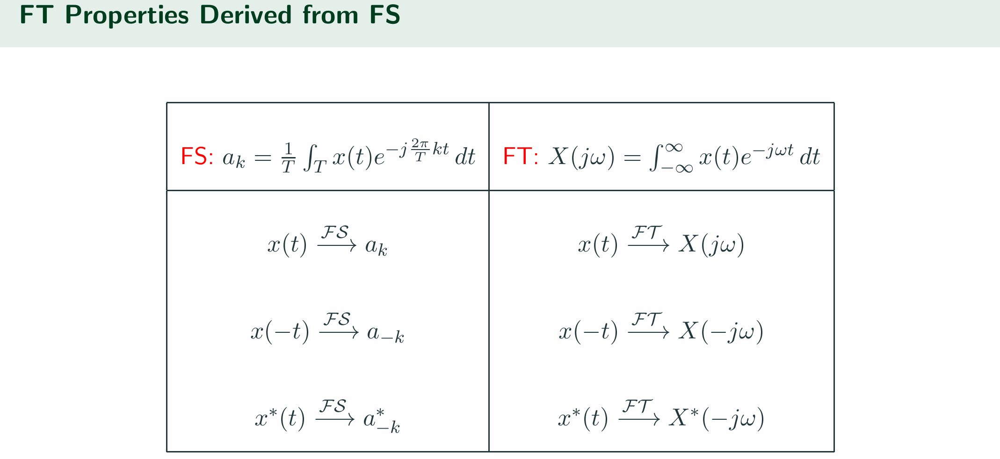 FT Properties Derived from FS
FS: $a_k = \frac{1}{T} \int_T x(t)e^{-j\frac{2\pi}{T}kt}\,dt$ FT: $X(j\omega) = \int_{-\infty}^{\infty} x(t)e^{-j\omega t}\,dt$
$x(t) \xrightarrow{\mathcal{FS}} a_k$ $x(t) \xrightarrow{\mathcal{FT}} X(j\omega)$
$x(-t) \xrightarrow{\mathcal{FS}} a_{-k}$ $x(-t) \xrightarrow{\mathcal{FT}} X(-j\omega)$
$x^*(t) \xrightarrow{\mathcal{FS}} a^*_{-k}$ $x^*(t) \xrightarrow{\mathcal{FT}} X^*(-j\omega)$